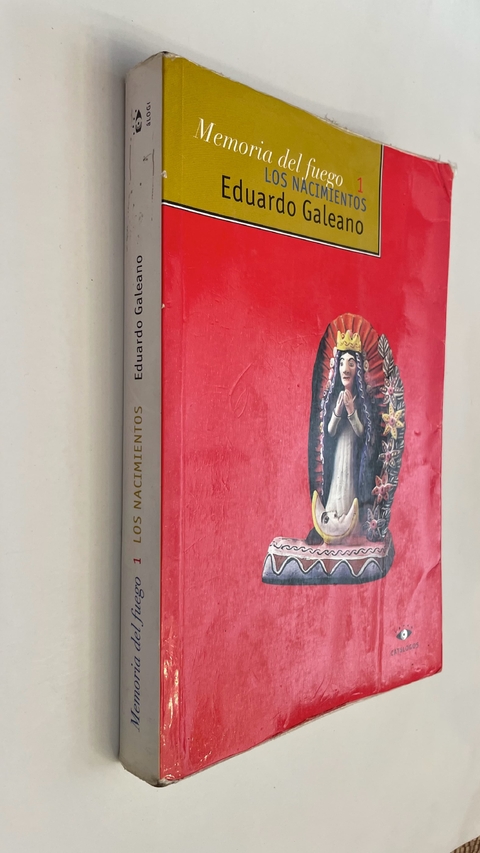 Memoria del fuego 1
LOS NACIMIENTOS
Eduardo Galeano
Memoria del fuego 1 LOS NACIMIENTOS Eduardo Galeano